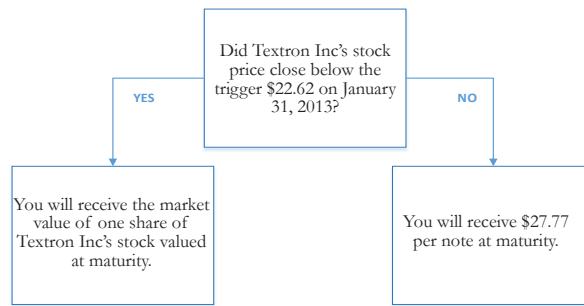 Did Textron Inc's stock
price close below the
trigger $22.62 on January
31, 2013?
YES
NO
You will receive the market
value of one share of
Textron Inc's stock valued
at maturity.
You will receive $27.77
per note at maturity.